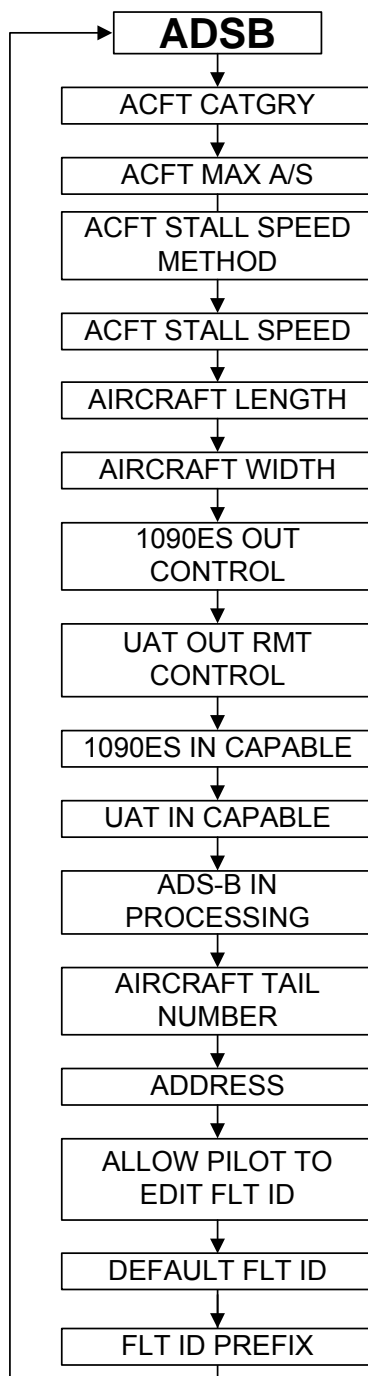 ADSB
ACFT CATGRY
ACFT MAX A/S
ACFT STALL SPEED
METHOD
ACFT STALL SPEED
AIRCRAFT LENGTH
AIRCRAFT WIDTH
1090ES OUT
CONTROL
UAT OUT RMT
CONTROL
1090ES IN CAPABLE
UAT IN CAPABLE
ADS-B IN
PROCESSING
AIRCRAFT TAIL
NUMBER
ADDRESS
ALLOW PILOT TO
EDIT FLT ID
DEFAULT FLT ID
FLT ID PREFIX